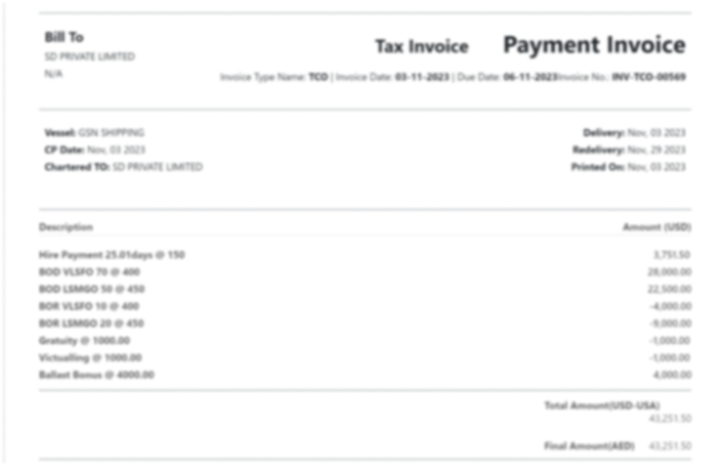 Bill To
SD PRIVATE LIMITED
N/A
Tax Invoice
Payment Invoice
Invoice Type Name: TCO | Invoice Date: 03-11-2023 | Due Date: 06-11-2023Invoice No.: INV-TCO-00569
Vessel: GSN SHIPPING
CP Date: Nov, 03 2023
Chartered TO: SD PRIVATE LIMITED
Delivery: Nov, 03 2023
Redelivery: Nov, 29 2023
Printed On: Nov, 03 2023
Description Amount (USD)
Hire Payment 25.01days @ 150 3,751.50
BOD VLSFO 70 @ 400 28,000.00
BOD LSMGO 50 @ 450 22,500.00
BOR VLSFO 10 @ 400 -4,000.00
BOR LSMGO 20 @ 450 -9,000.00
Gratuity @ 1000.00 -1,000.00
Victualling @ 1000.00 -1,000.00
Ballast Bonus @ 4000.00 4,000.00
Total Amount(USD-USA)
43,251.50
Final Amount(AED) 43,251.50